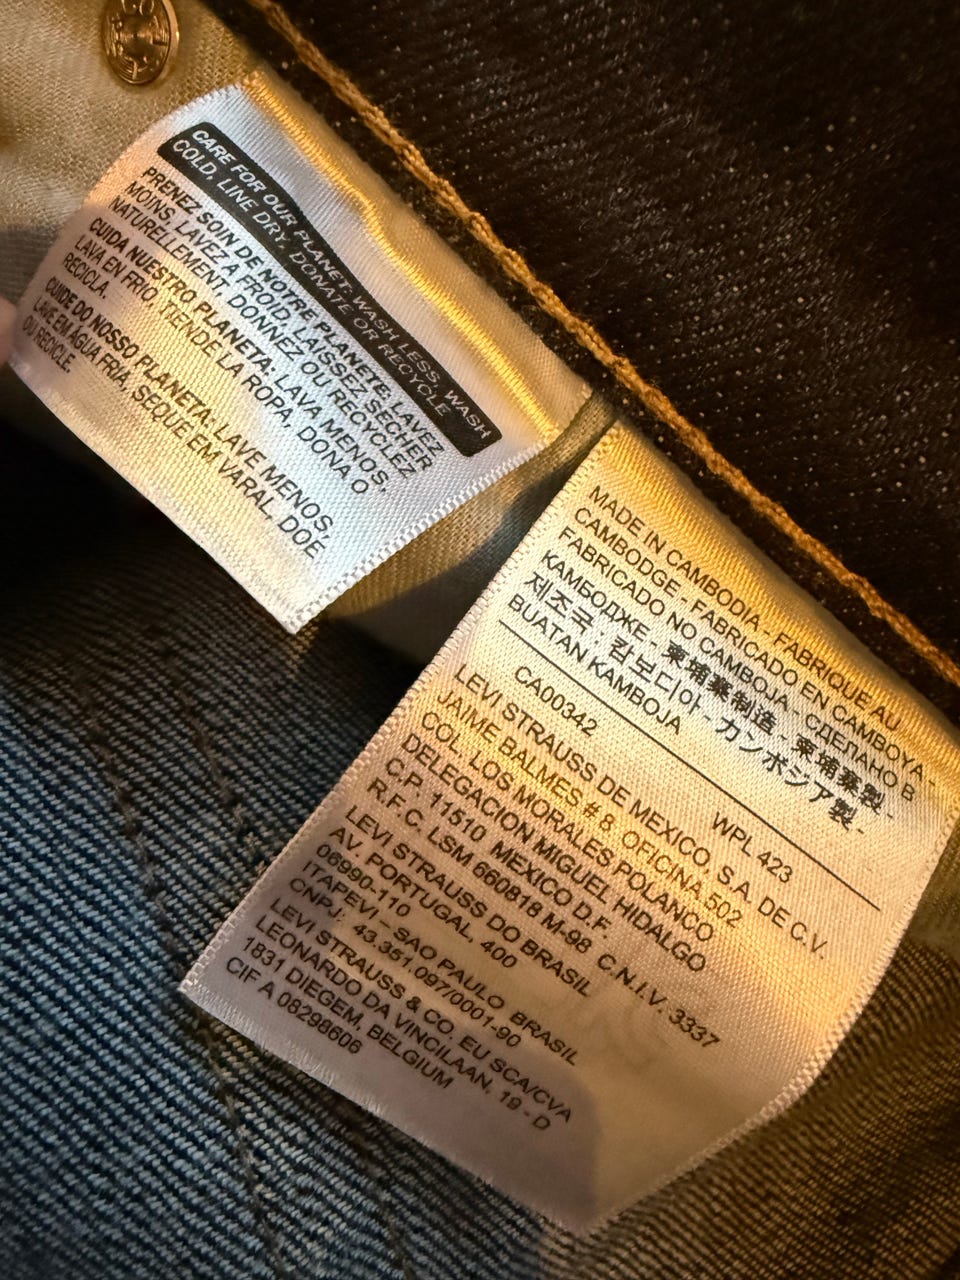 CARE FOR OUR PLANET: WASH LESS, WASH
COLD, LINE DRY, DONATE OR RECYCLE.
PRENEZ SOIN DE NOTRE PLANÈTE: LAVEZ
MOINS, LAVEZ À FROID, LAISSEZ SÉCHER
NATURELLEMENT, DONNEZ OU RECYCLEZ
CUIDA NUESTRO PLANETA. LAVA MENOS,
LAVA EN FRIO, TIENDE LA ROPA, DONA O
RECICLA.
CUIDE DO NOSSO PLANETA: LAVE MENOS,
LAVE EM ÁGUA FRIA, SEQUE EM VARAL, DOE
OU RECICLE.
MADE IN CAMBODIA - FABRIQUE AU
CAMBODGE - FABRICADO EN CAMBOYA -
FABRICADO NO CAMBOJA - СДЕЛАНО В
КАМБОДЖЕ - 柬埔寨制造 - 柬埔寨製 -
제조국 : 캄보디아 - カンボジア製 -
BUATAN KAMBOJA
CA00342 WPL 423
LEVI STRAUSS DE MEXICO, S.A. DE C.V.
JAIME BALMES # 8 OFICINA 502
COL. LOS MORALES POLANCO
DELEGACION MIGUEL HIDALGO
C.P. 11510 MEXICO D.F.
R.F.C. LSM 660818 M-98 C.N.I.V. 3337
LEVI STRAUSS DO BRASIL
AV. PORTUGAL, 400
06990-110
ITAPEVI – SAO PAULO BRASIL
CNPJ: 43.351.097/0001-90
LEVI STRAUSS & CO. EU SCA/CVA
LEONARDO DA VINCILAAN, 19 - D
1831 DIEGEM, BELGIUM
CIF A 08298606